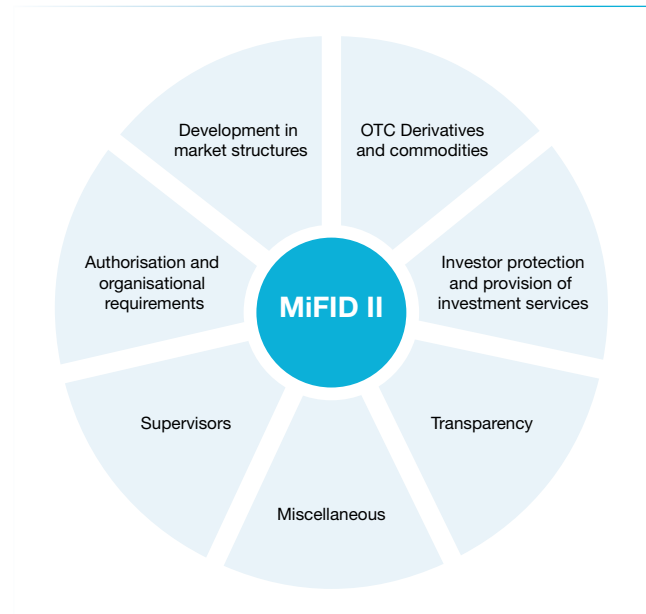 Development in
market structures
OTC Derivatives
and commodities
Authorisation and
organisational
requirements
MiFID II
Investor protection
and provision of
investment services
Supervisors
Transparency
Miscellaneous